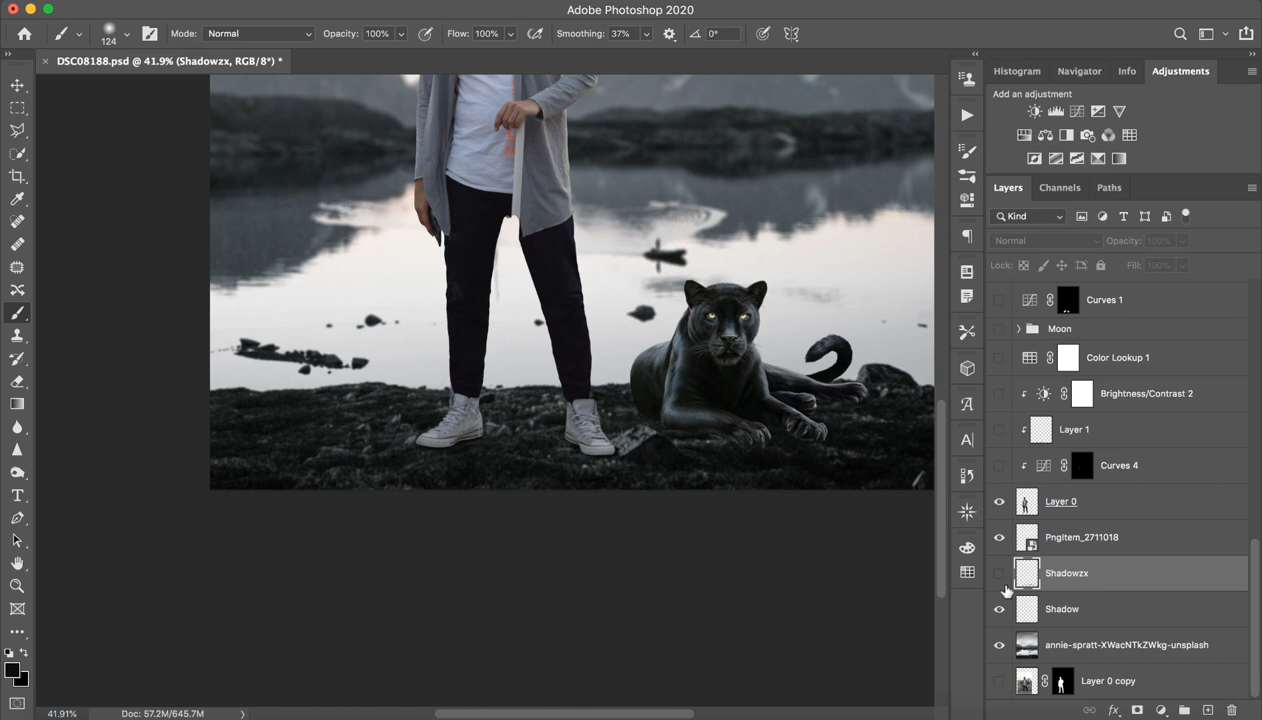 Adobe Photoshop 2020
124
Mode: Normal
Opacity: 100%
Flow: 100%
Smoothing: 37%
0°
DSC08188.psd @ 41.9% (Shadowzx, RGB/8*) *
Histogram
Navigator
Info
Adjustments
Add an adjustment
Layers
Channels
Paths
Kind
Normal
Opacity: 100%
Lock:
Fill: 100%
Curves 1
Moon
Color Lookup 1
Brightness/Contrast 2
Layer 1
Curves 4
Layer 0
PngItem_2711018
Shadowzx
Shadow
annie-spratt-XWacNTkZWkg-unsplash
Layer 0 copy
41.91%
Doc: 57.2M/645.7M